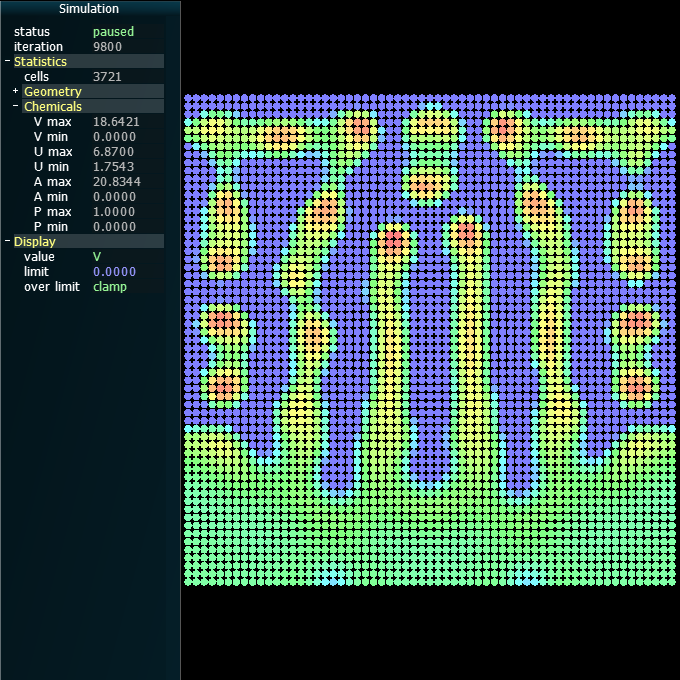 Simulation
status paused
iteration 9800
- Statistics
cells 3721
+ Geometry
- Chemicals
V max 18.6421
V min 0.0000
U max 6.8700
U min 1.7543
A max 20.8344
A min 0.0000
P max 1.0000
P min 0.0000
- Display
value V
limit 0.0000
over limit clamp